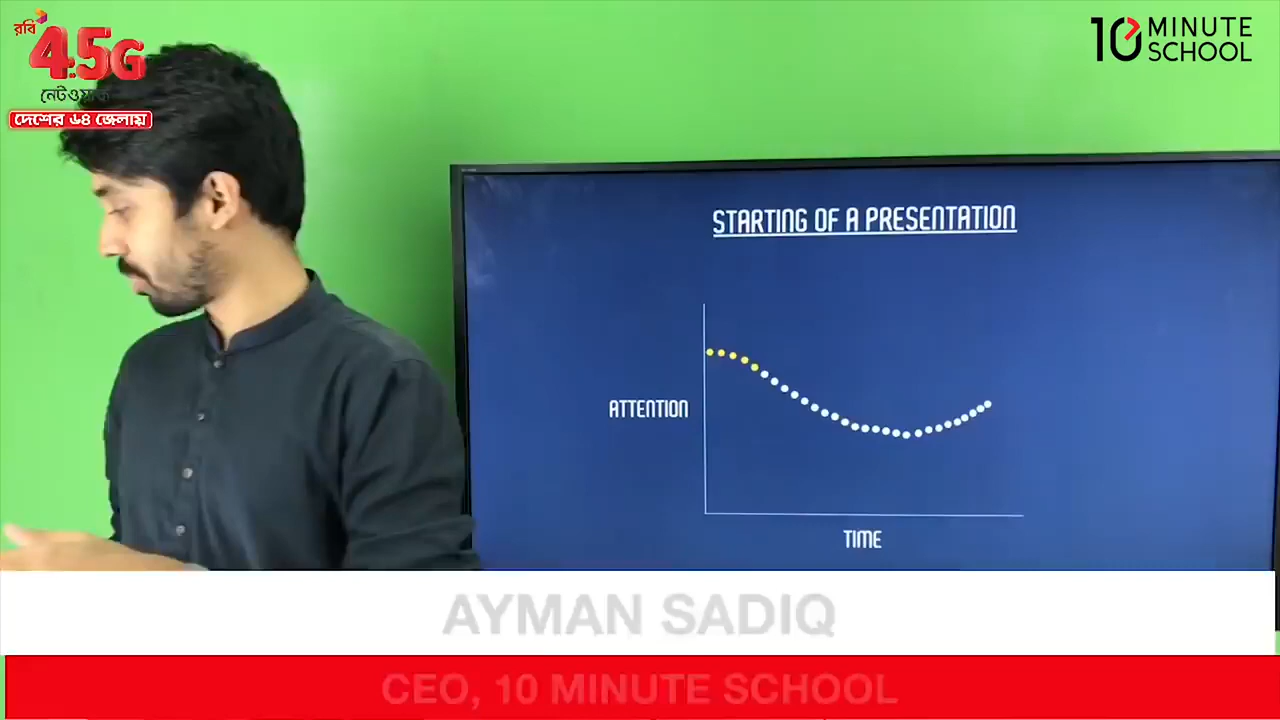 রবি
4.5G
নেটওয়ার্ক
দেশের ৬৪ জেলায়
10 MINUTE
SCHOOL
STARTING OF A PRESENTATION
ATTENTION
TIME
AYMAN SADIQ
CEO, 10 MINUTE SCHOOL